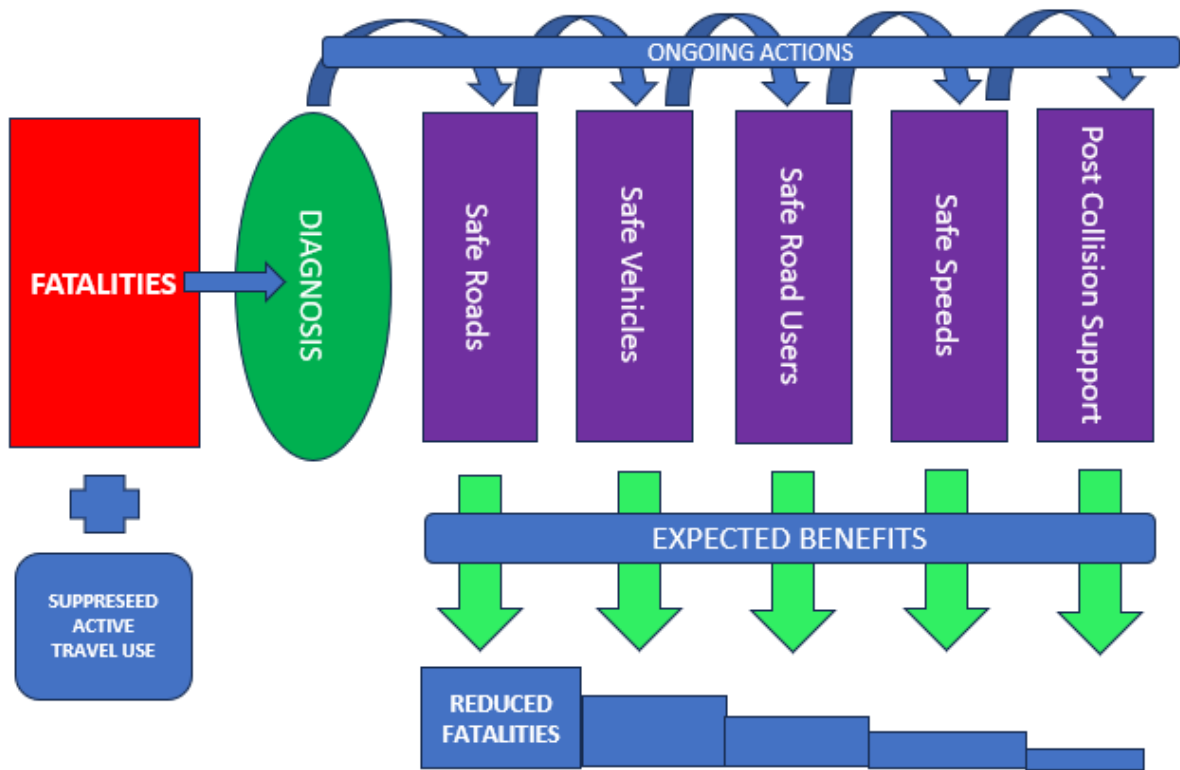 ONGOING ACTIONS
FATALITIES
DIAGNOSIS
Safe Roads
Safe Vehicles
Safe Road Users
Safe Speeds
Post Collision Support
EXPECTED BENEFITS
SUPPRESEED
ACTIVE
TRAVEL USE
REDUCED
FATALITIES